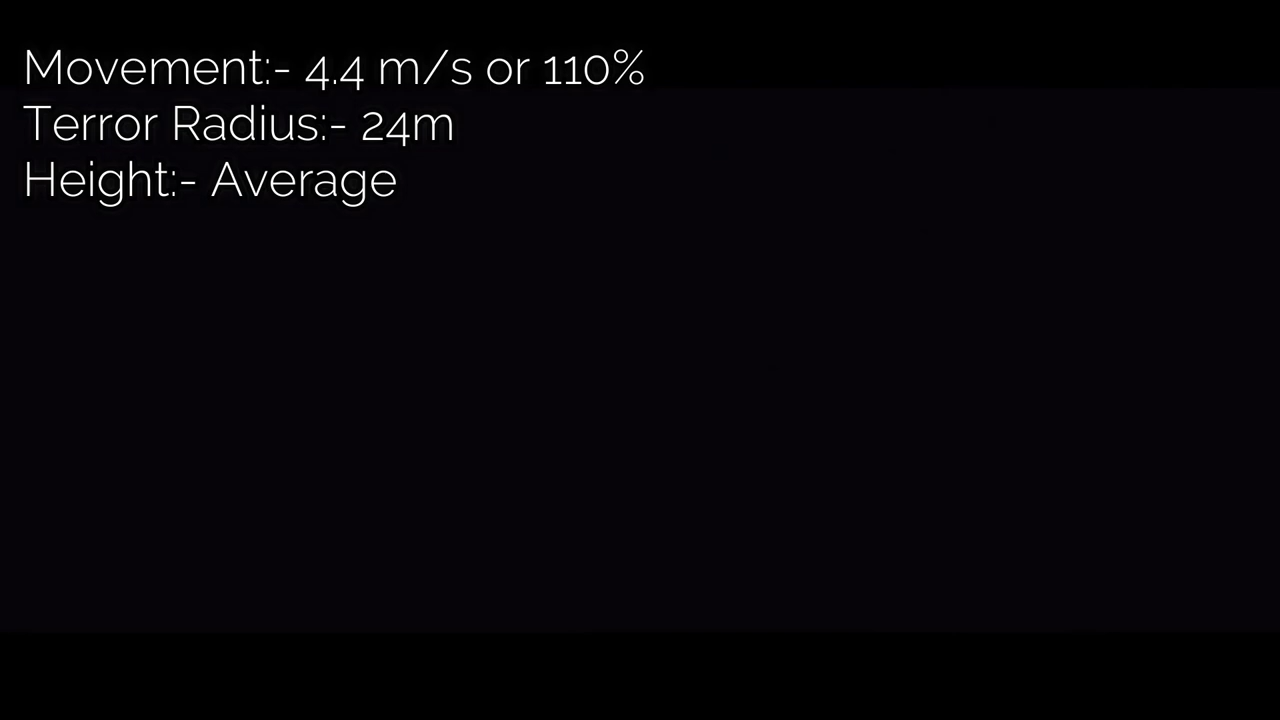 Movement:- 4.4 m/s or 110%
Terror Radius:- 24m
Height:- Average